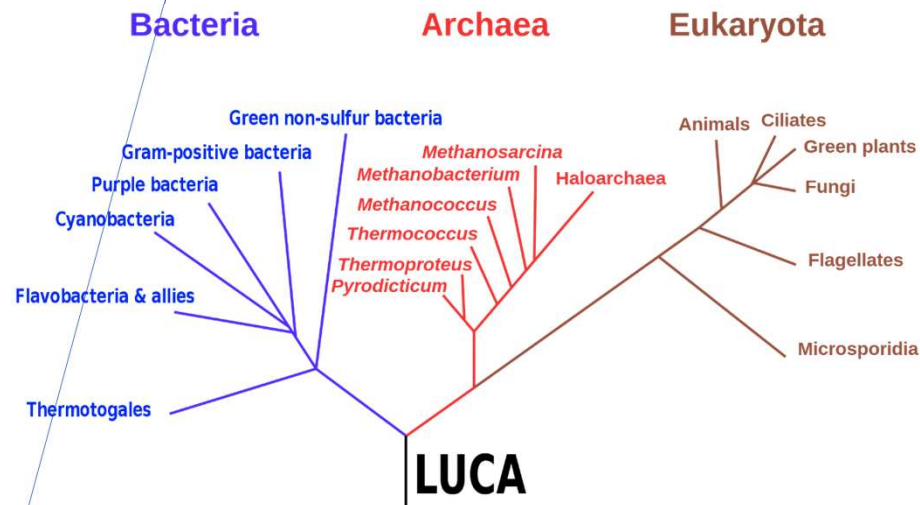 Bacteria
Archaea
Eukaryota
Green non-sulfur bacteria
Gram-positive bacteria
Purple bacteria
Cyanobacteria
Flavobacteria & allies
Thermotogales
Methanosarcina
Methanobacterium
Haloarchaea
Methanococcus
Thermococcus
Thermoproteus
Pyrodicticum
Animals
Ciliates
Green plants
Fungi
Flagellates
Microsporidia
LUCA